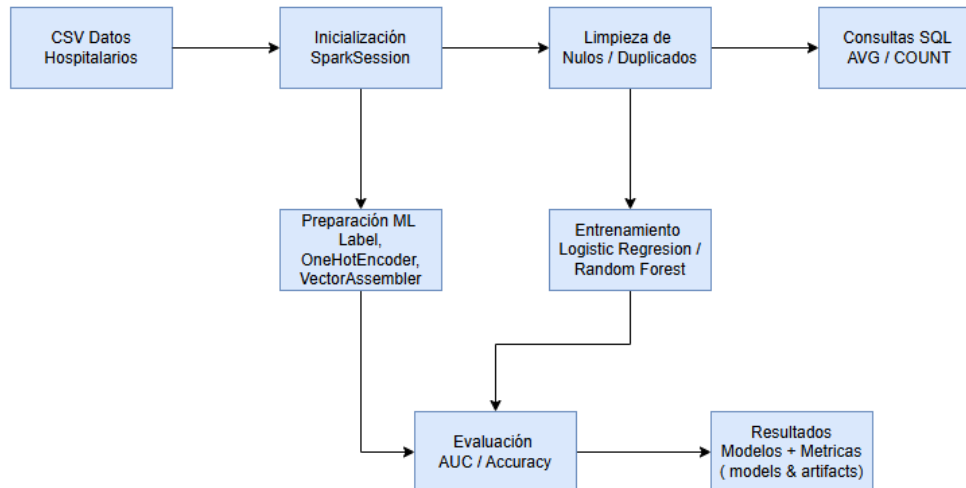 CSV Datos
Hospitalarios
Inicialización
SparkSession
Limpieza de
Nulos / Duplicados
Consultas SQL
AVG / COUNT
Preparación ML
Label,
OneHotEncoder,
VectorAssembler
Entrenamiento
Logistic Regresion /
Random Forest
Evaluación
AUC / Accuracy
Resultados
Modelos + Metricas
( models & artifacts)